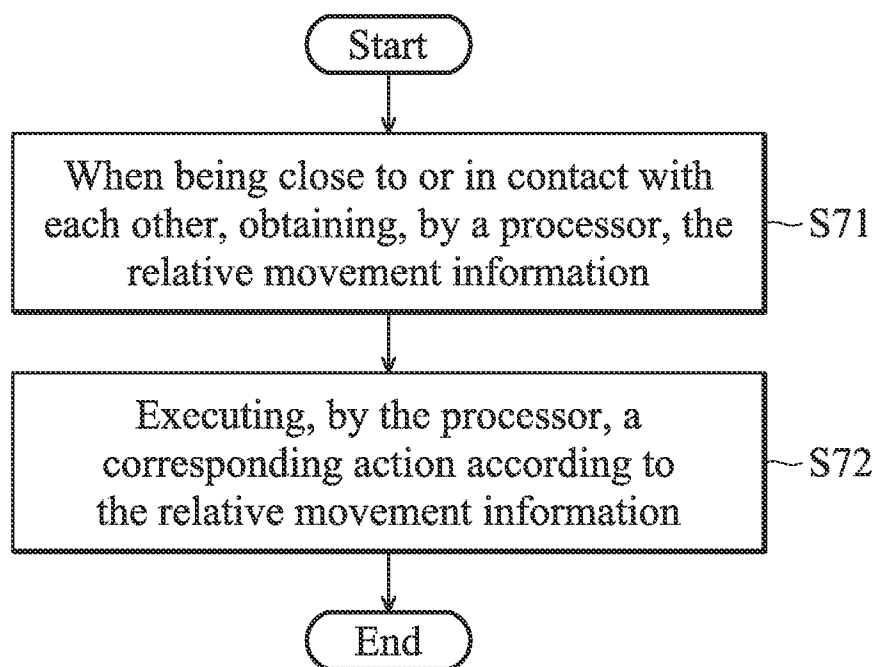 Start
When being close to or in contact with
each other, obtaining, by a processor, the
relative movement information
S71
Executing, by the processor, a
corresponding action according to
the relative movement information
S72
End